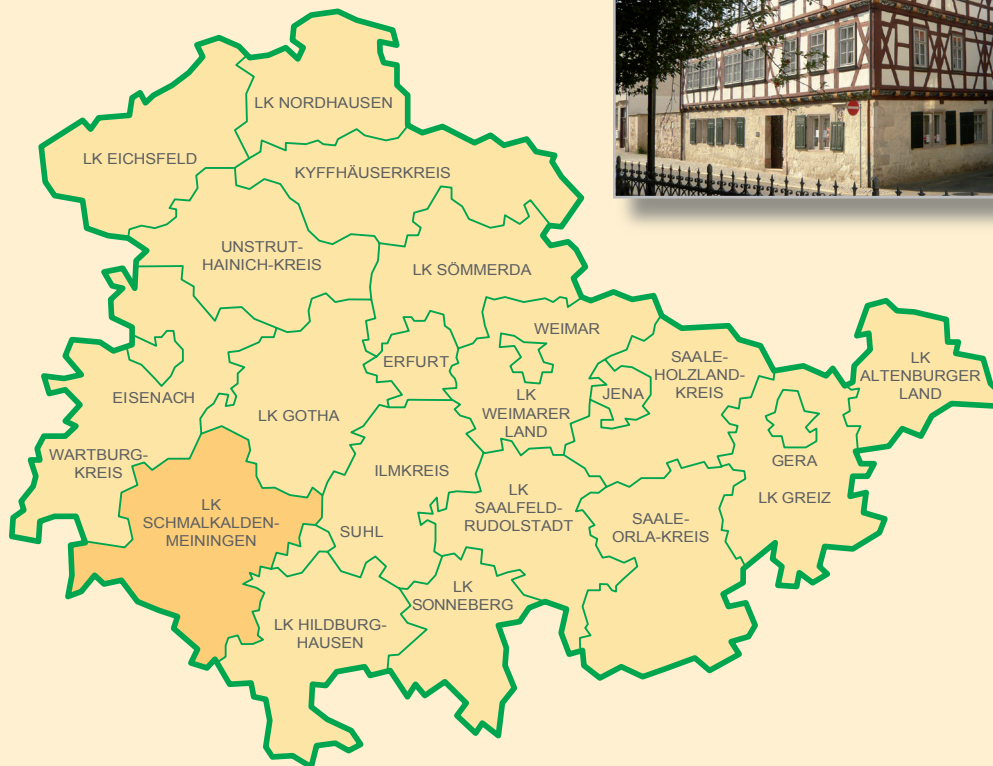 LK NORDHAUSEN
LK EICHSFELD
KYFFHÄUSERKREIS
UNSTRUT-
HAINICH-KREIS
LK SÖMMERDA
WEIMAR
ERFURT
SAALE-
HOLZLAND-
KREIS
LK
ALTENBURGER
LAND
EISENACH
LK GOTHA
LK
WEIMARER
LAND
JENA
WARTBURG-
KREIS
ILMKREIS
GERA
LK
SCHMALKALDEN-
MEININGEN
SUHL
LK
SAALFELD-
RUDOLSTADT
SAALE-
ORLA-KREIS
LK GREIZ
LK
SONNEBERG
LK HILDBURG-
HAUSEN